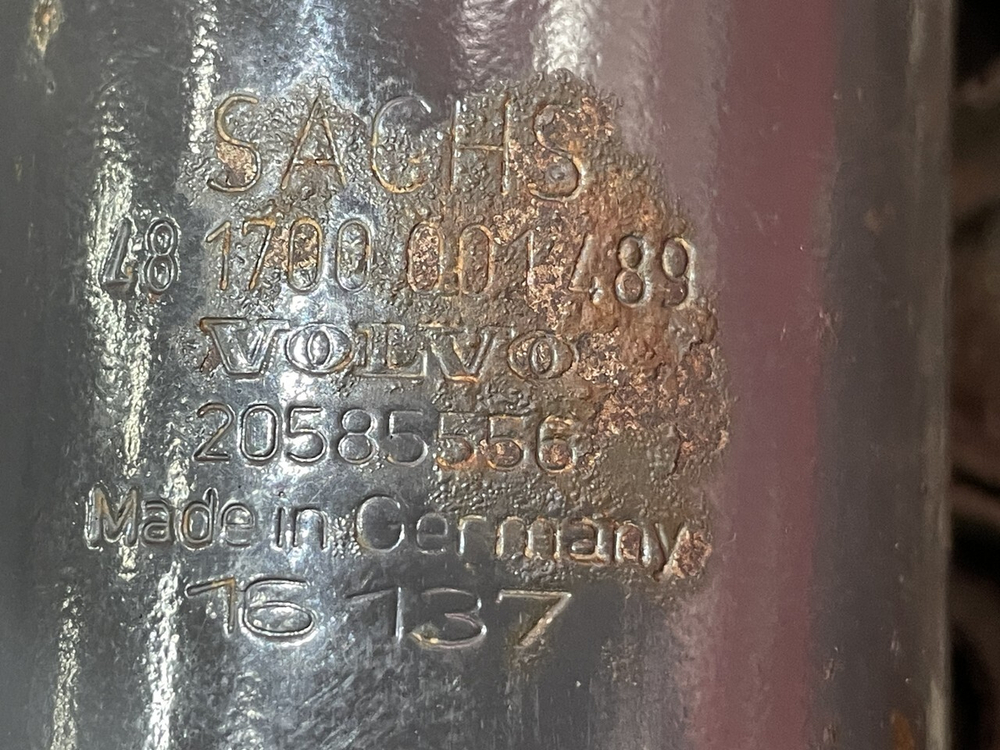 SACHS
48 1700 001 489
VOLVO
20585556
Made in Germany
16 137